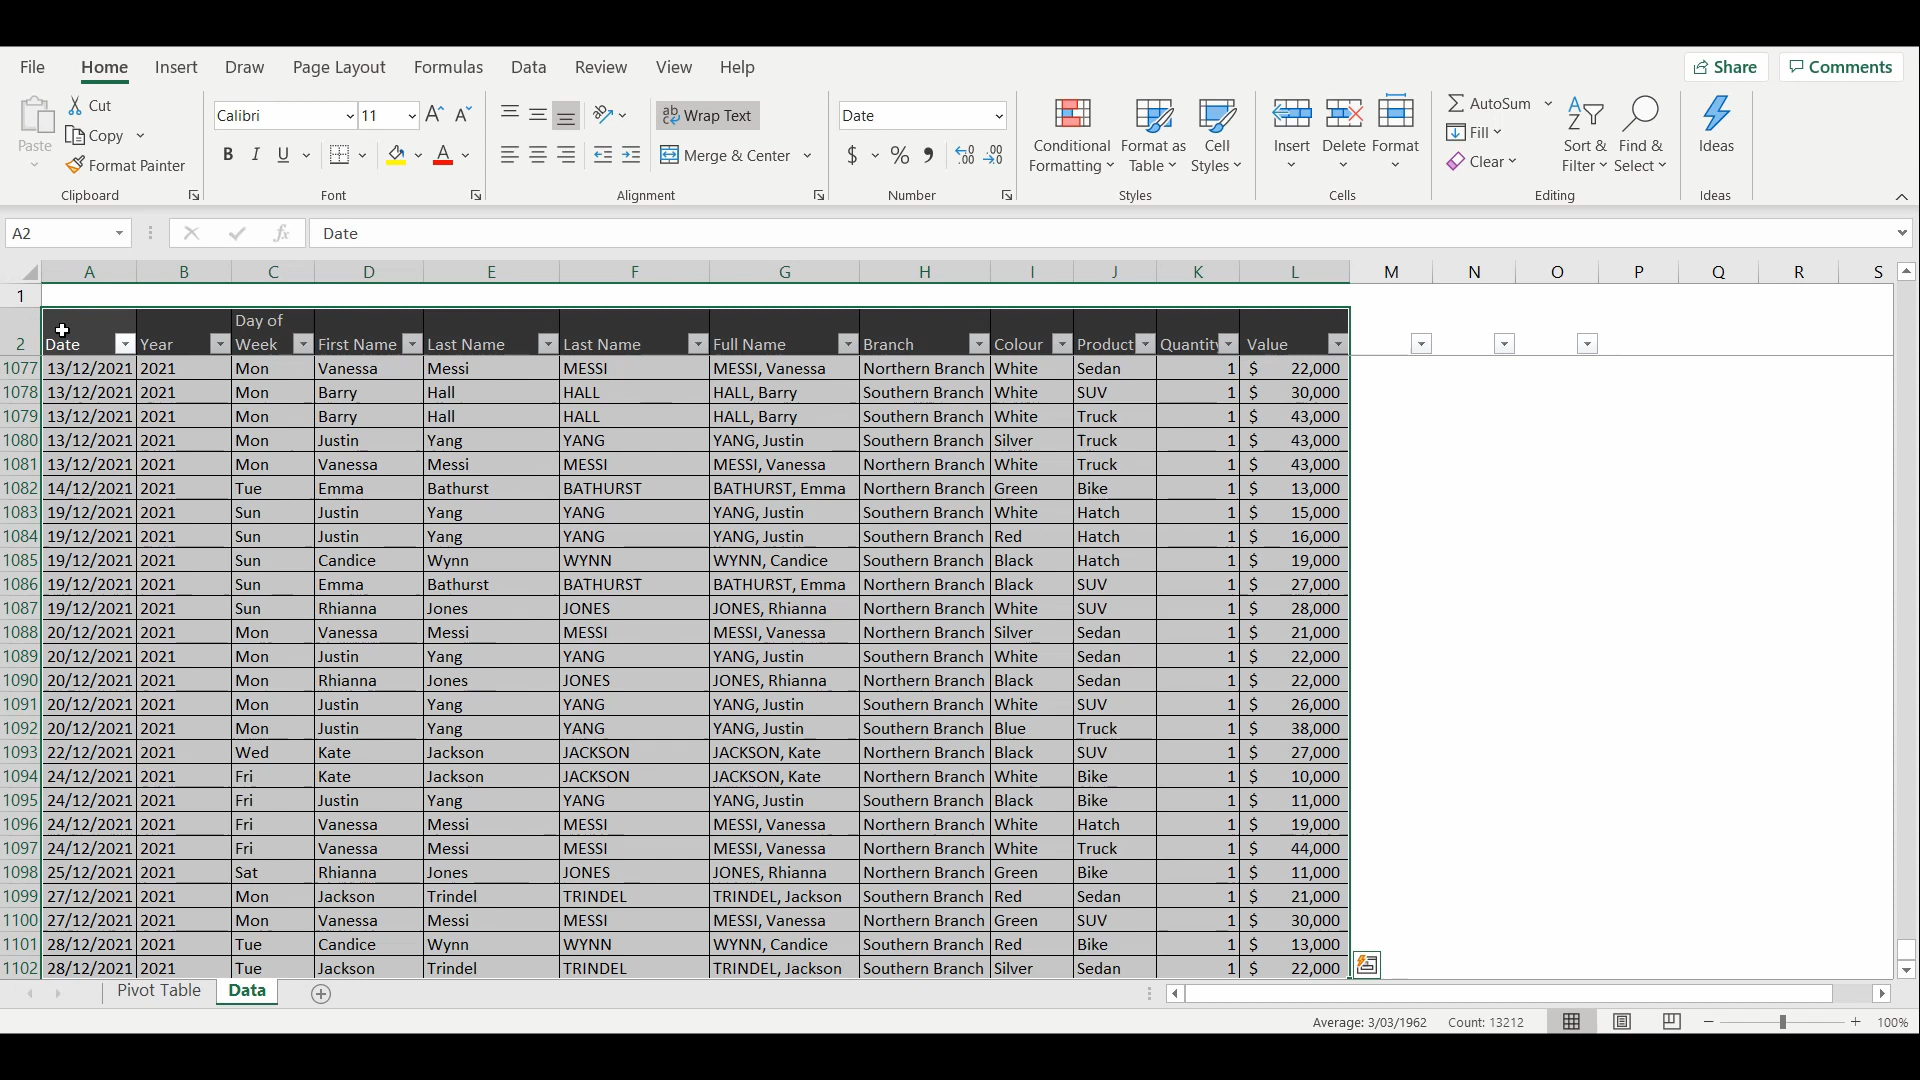 File Home Insert Draw Page Layout Formulas Data Review View Help Share Comments
Paste Cut Copy Format Painter Clipboard
Calibri 11 A A B I U A Font
ab Wrap Text Merge & Center Alignment
Date $ % , Number
Conditional Formatting Format as Table Cell Styles Styles
Insert Delete Format Cells
AutoSum Fill Clear Sort & Filter Find & Select Editing
Ideas Ideas
A2 fx Date
A B C D E F G H I J K L M N O P Q R S
1
2 Date Year Day of Week First Name Last Name Last Name Full Name Branch Colour Product Quantity Value
1077 13/12/2021 2021 Mon Vanessa Messi MESSI MESSI, Vanessa Northern Branch White Sedan 1 $ 22,000
1078 13/12/2021 2021 Mon Barry Hall HALL HALL, Barry Southern Branch White SUV 1 $ 30,000
1079 13/12/2021 2021 Mon Barry Hall HALL HALL, Barry Southern Branch White Truck 1 $ 43,000
1080 13/12/2021 2021 Mon Justin Yang YANG YANG, Justin Southern Branch Silver Truck 1 $ 43,000
1081 13/12/2021 2021 Mon Vanessa Messi MESSI MESSI, Vanessa Northern Branch White Truck 1 $ 43,000
1082 14/12/2021 2021 Tue Emma Bathurst BATHURST BATHURST, Emma Northern Branch Green Bike 1 $ 13,000
1083 19/12/2021 2021 Sun Justin Yang YANG YANG, Justin Southern Branch White Hatch 1 $ 15,000
1084 19/12/2021 2021 Sun Justin Yang YANG YANG, Justin Southern Branch Red Hatch 1 $ 16,000
1085 19/12/2021 2021 Sun Candice Wynn WYNN WYNN, Candice Southern Branch Black Hatch 1 $ 19,000
1086 19/12/2021 2021 Sun Emma Bathurst BATHURST BATHURST, Emma Northern Branch Black SUV 1 $ 27,000
1087 19/12/2021 2021 Sun Rhianna Jones JONES JONES, Rhianna Northern Branch White SUV 1 $ 28,000
1088 20/12/2021 2021 Mon Vanessa Messi MESSI MESSI, Vanessa Northern Branch Silver Sedan 1 $ 21,000
1089 20/12/2021 2021 Mon Justin Yang YANG YANG, Justin Southern Branch White Sedan 1 $ 22,000
1090 20/12/2021 2021 Mon Rhianna Jones JONES JONES, Rhianna Northern Branch Black Sedan 1 $ 22,000
1091 20/12/2021 2021 Mon Justin Yang YANG YANG, Justin Southern Branch White SUV 1 $ 26,000
1092 20/12/2021 2021 Mon Justin Yang YANG YANG, Justin Southern Branch Blue Truck 1 $ 38,000
1093 22/12/2021 2021 Wed Kate Jackson JACKSON JACKSON, Kate Northern Branch Black SUV 1 $ 27,000
1094 24/12/2021 2021 Fri Kate Jackson JACKSON JACKSON, Kate Northern Branch White Bike 1 $ 10,000
1095 24/12/2021 2021 Fri Justin Yang YANG YANG, Justin Southern Branch Black Bike 1 $ 11,000
1096 24/12/2021 2021 Fri Vanessa Messi MESSI MESSI, Vanessa Northern Branch White Hatch 1 $ 19,000
1097 24/12/2021 2021 Fri Vanessa Messi MESSI MESSI, Vanessa Northern Branch White Truck 1 $ 44,000
1098 25/12/2021 2021 Sat Rhianna Jones JONES JONES, Rhianna Northern Branch Green Bike 1 $ 11,000
1099 27/12/2021 2021 Mon Jackson Trindel TRINDEL TRINDEL, Jackson Southern Branch Red Sedan 1 $ 21,000
1100 27/12/2021 2021 Mon Vanessa Messi MESSI MESSI, Vanessa Northern Branch Green SUV 1 $ 30,000
1101 28/12/2021 2021 Tue Candice Wynn WYNN WYNN, Candice Southern Branch Red Bike 1 $ 13,000
1102 28/12/2021 2021 Tue Jackson Trindel TRINDEL TRINDEL, Jackson Southern Branch Silver Sedan 1 $ 22,000
Pivot Table Data
Average: 3/03/1962 Count: 13212 100%